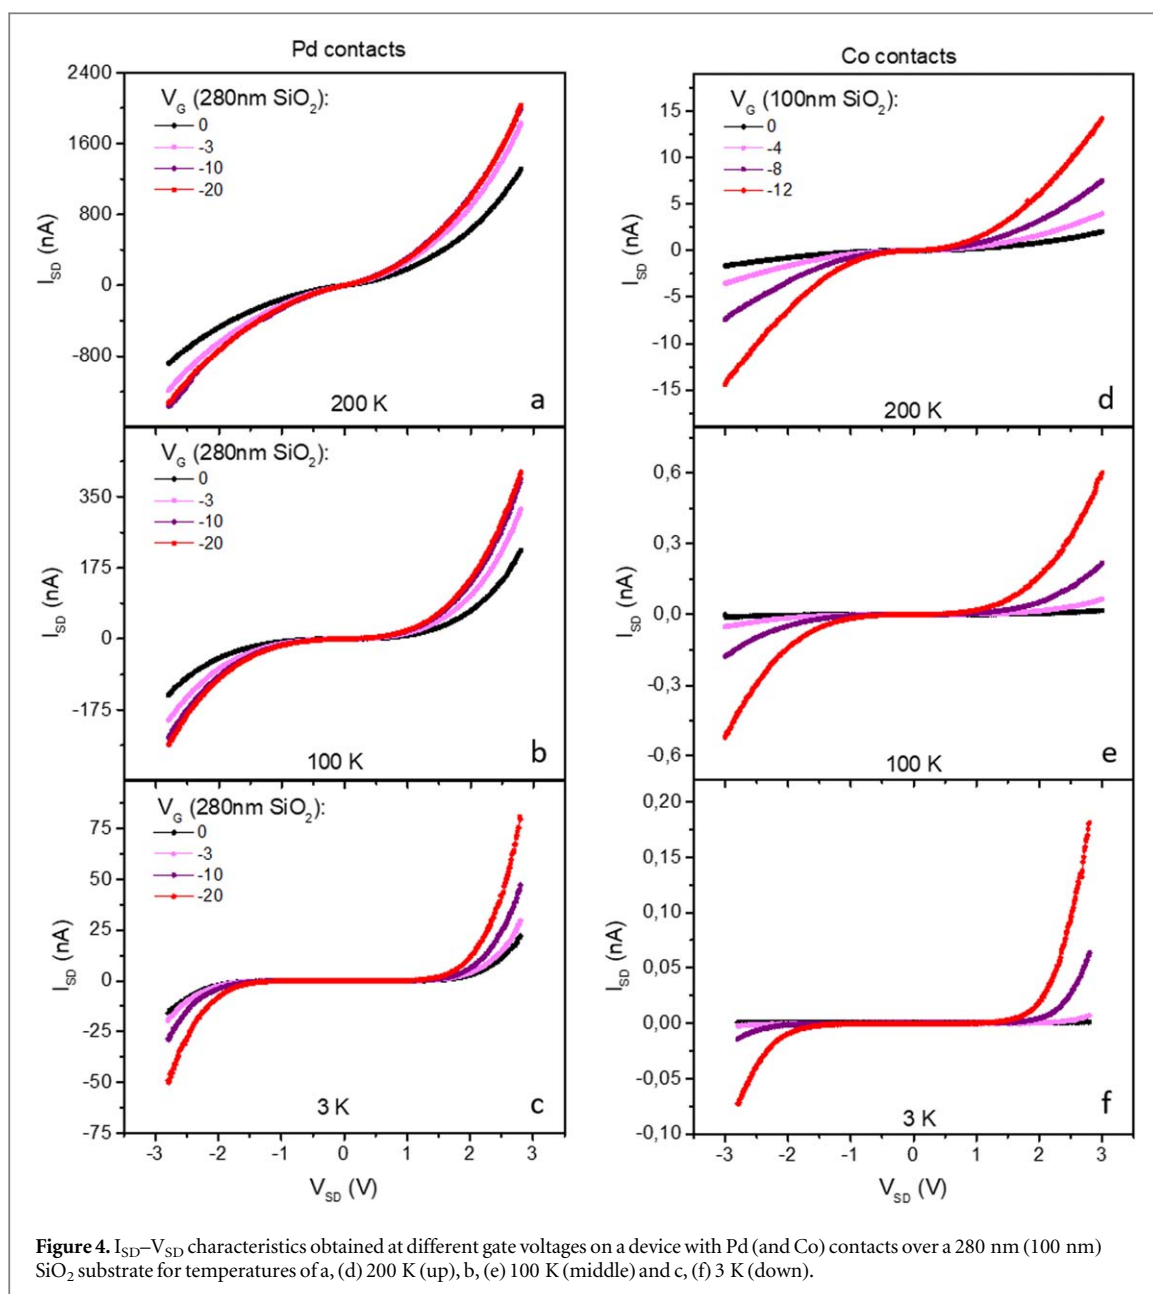 Pd contacts
2400
1600
800
0
-800
I_SD (nA)
V_G (280nm SiO_2):
0
-3
-10
-20
200 K
a
350
175
0
-175
I_SD (nA)
V_G (280nm SiO_2):
0
-3
-10
-20
100 K
b
75
50
25
0
-25
-50
-75
I_SD (nA)
V_G (280nm SiO_2):
0
-3
-10
-20
3 K
c
-3 -2 -1 0 1 2 3
V_SD (V)
Co contacts
15
10
5
0
-5
-10
-15
I_SD (nA)
V_G (100nm SiO_2):
0
-4
-8
-12
200 K
d
0,6
0,3
0,0
-0,3
-0,6
I_SD (nA)
100 K
e
0,20
0,15
0,10
0,05
0,00
-0,05
-0,10
I_SD (nA)
3 K
f
-3 -2 -1 0 1 2 3
V_SD (V)
Figure 4. I_SD–V_SD characteristics obtained at different gate voltages on a device with Pd (and Co) contacts over a 280 nm (100 nm)
SiO_2 substrate for temperatures of a, (d) 200 K (up), b, (e) 100 K (middle) and c, (f) 3 K (down).